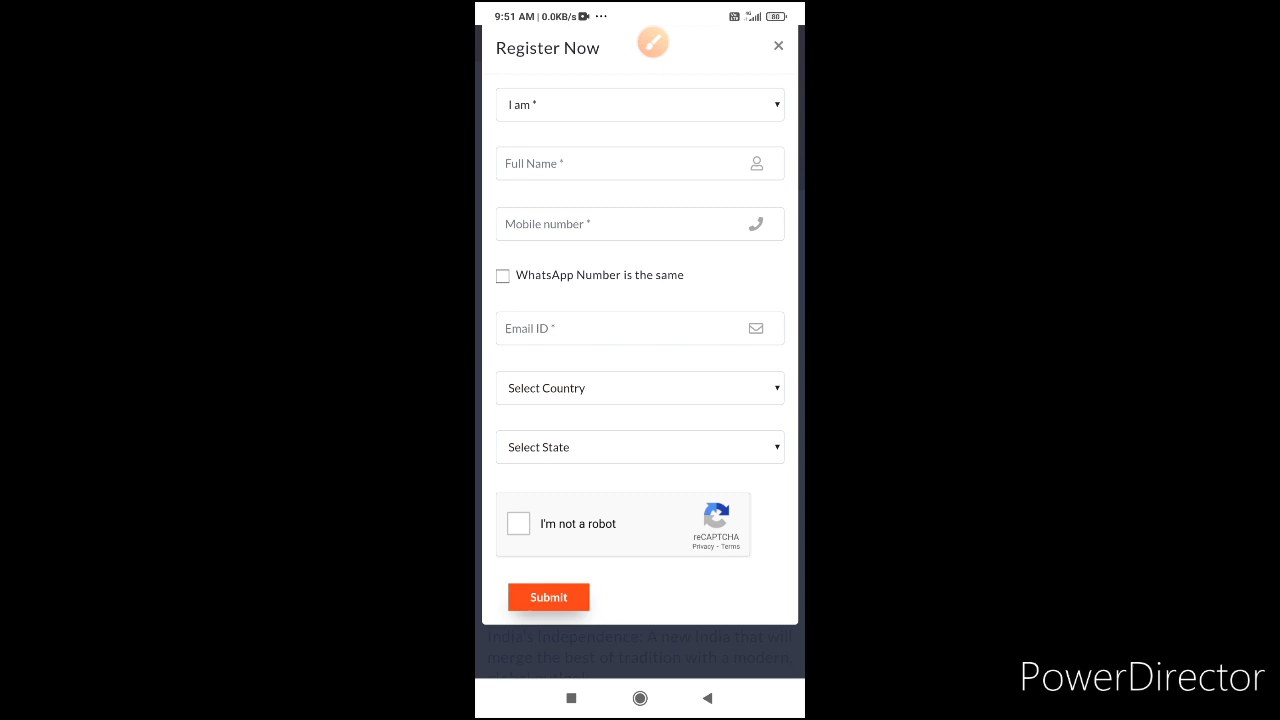 9:51 AM | 0.0KB/s ...
4G
80
Register Now
I am *
Full Name *
Mobile number *
WhatsApp Number is the same
Email ID *
Select Country
Select State
I'm not a robot
reCAPTCHA
Privacy - Terms
Submit
India's Independence: A new India that will
merge the best of tradition with a modern,
PowerDirector